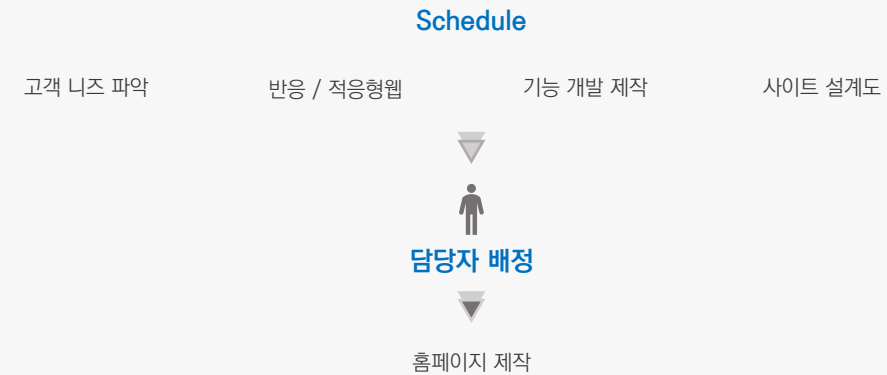 Schedule
고객 니즈 파악 반응 / 적응형웹 기능 개발 제작 사이트 설계도
담당자 배정
홈페이지 제작